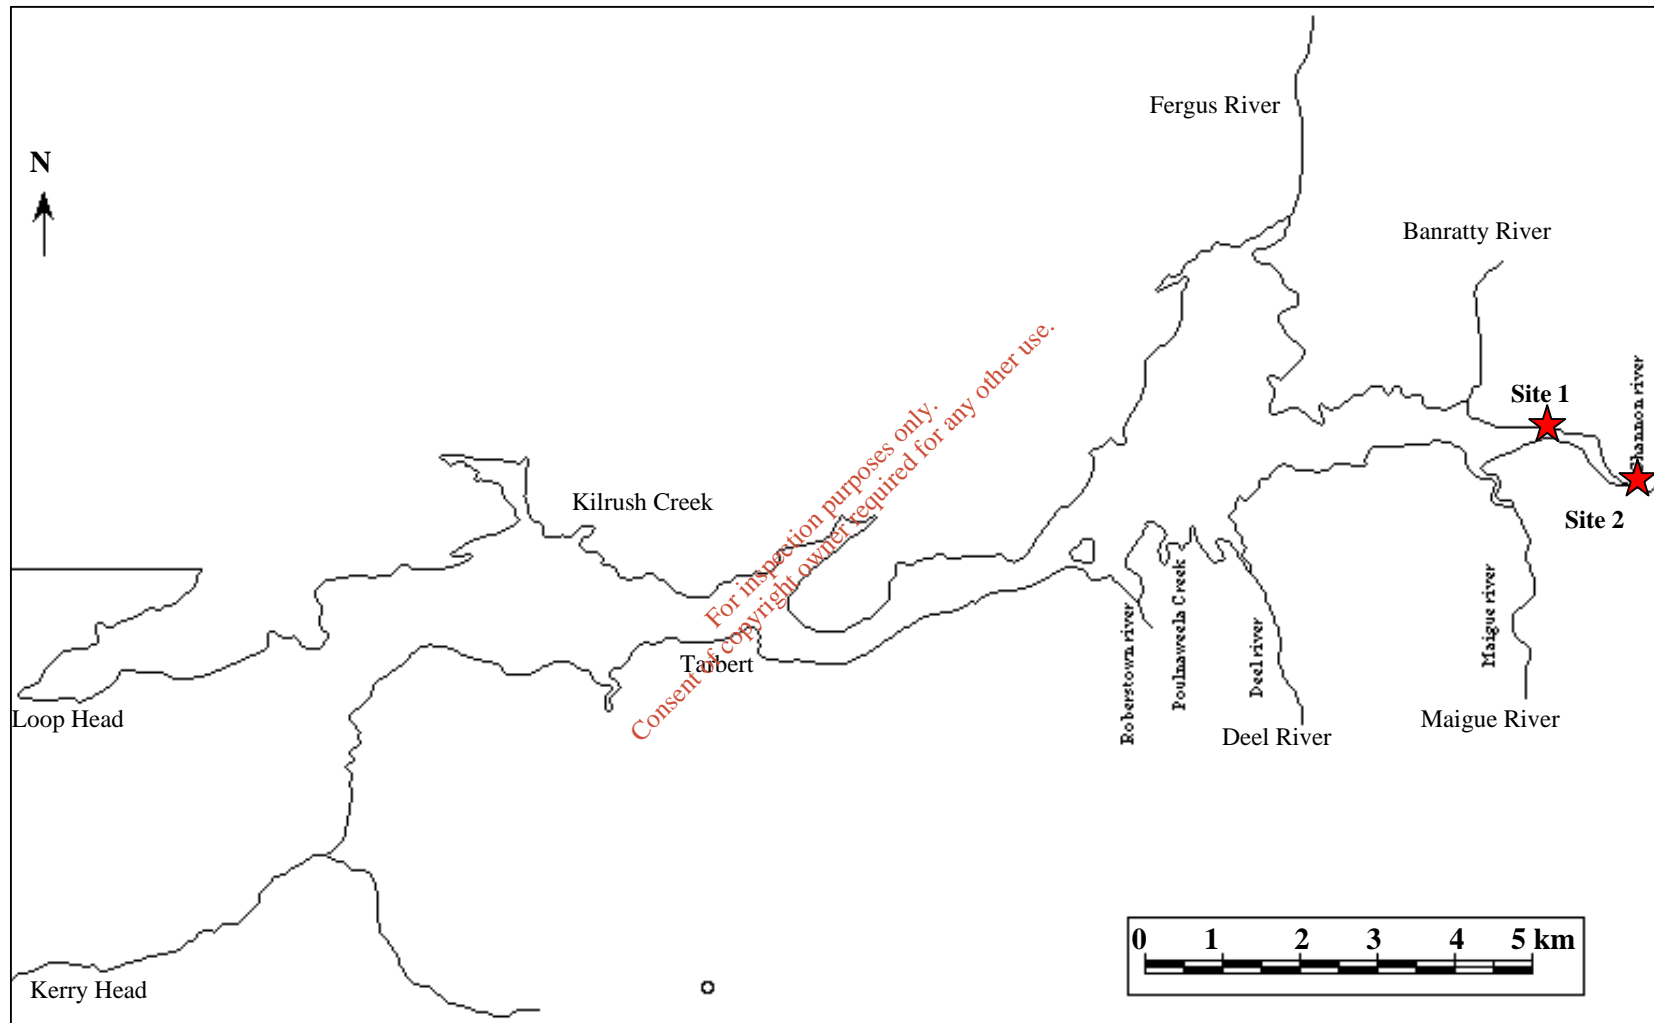 Fergus River
N
Banratty River
Site 1
Shannon river
Kilrush Creek
Site 2
For inspection purposes only.
Consent of copyright owner required for any other use.
Tarbert
Roberstown river
Poulnaweela Creek
Deel river
Maigue river
Loop Head
Deel River
Maigue River
0 1 2 3 4 5 km
Kerry Head